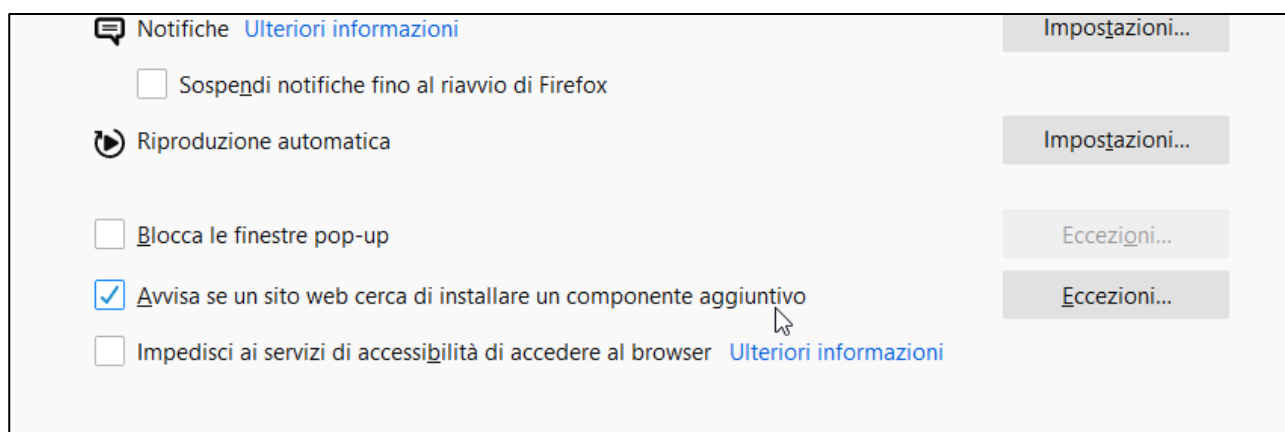 Notifiche Ulteriori informazioni Impostazioni...
Sospendi notifiche fino al riavvio di Firefox
Riproduzione automatica Impostazioni...
Blocca le finestre pop-up Eccezioni...
Avvisa se un sito web cerca di installare un componente aggiuntivo Eccezioni...
Impedisci ai servizi di accessibilità di accedere al browser Ulteriori informazioni